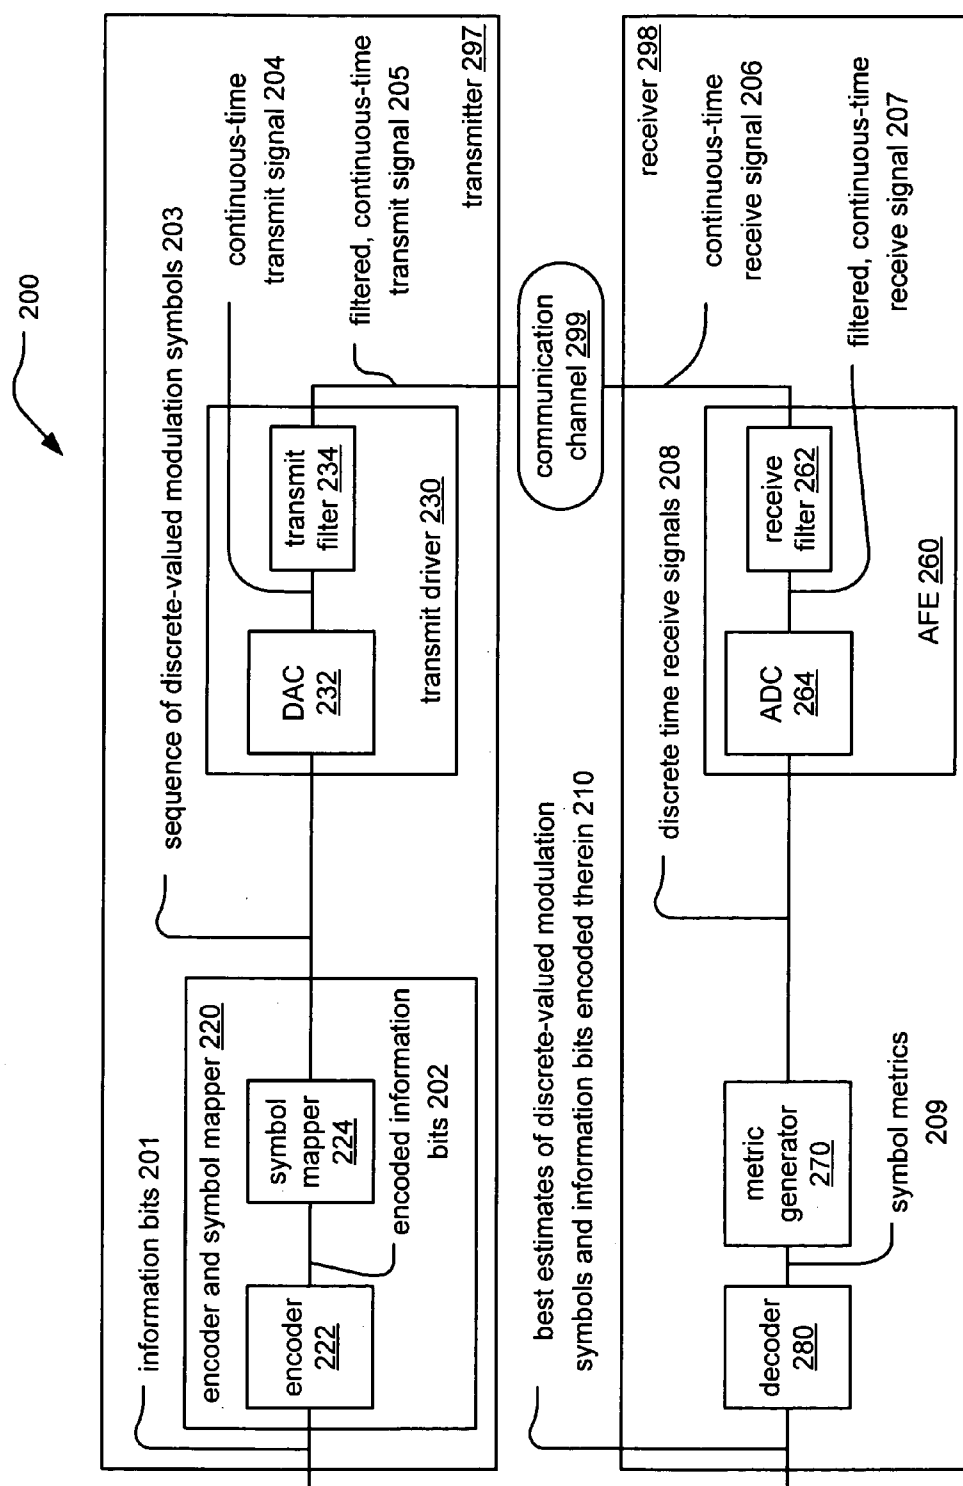 200
information bits 201
sequence of discrete-valued modulation symbols 203
continuous-time
transmit signal 204
filtered, continuous-time
transmit signal 205
transmitter 297
encoder and symbol mapper 220
encoder
222
symbol
mapper
224
encoded information
bits 202
DAC
232
transmit
filter 234
transmit driver 230
communication
channel 299
best estimates of discrete-valued modulation
symbols and information bits encoded therein 210
discrete time receive signals 208
receiver 298
continuous-time
receive signal 206
filtered, continuous-time
receive signal 207
decoder
280
metric
generator
270
symbol metrics
209
ADC
264
receive
filter 262
AFE 260